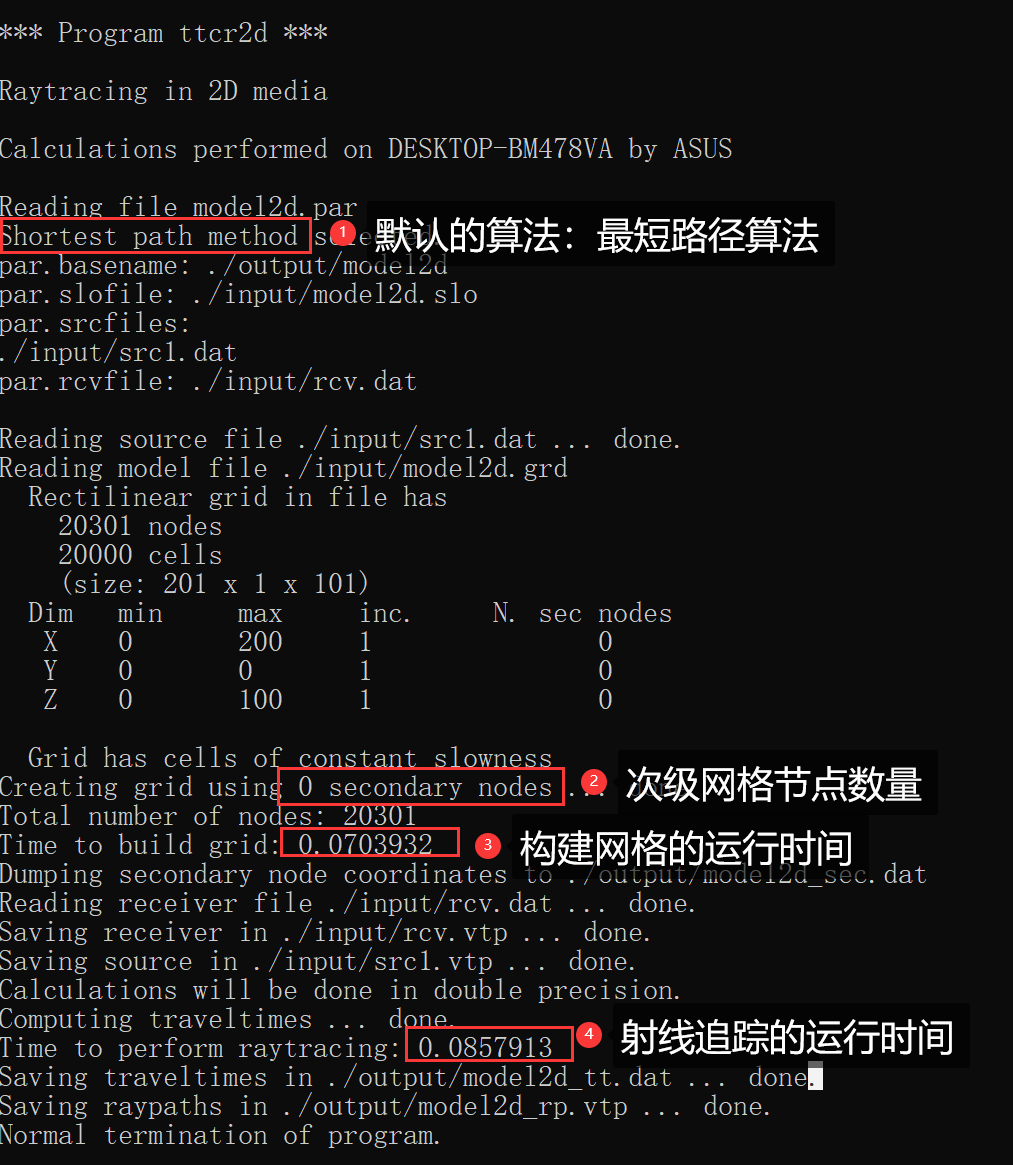 *** Program ttcr2d ***
Raytracing in 2D media
Calculations performed on DESKTOP-BM478VA by ASUS
Reading file model2d.par
Shortest path method 1 默认的算法：最短路径算法
par.basename: ./output/model2d
par.slofile: ./input/model2d.slo
par.srcfiles:
./input/src1.dat
par.rcvfile: ./input/rcv.dat
Reading source file ./input/src1.dat ... done.
Reading model file ./input/model2d.grd
Rectilinear grid in file has
20301 nodes
20000 cells
(size: 201 x 1 x 101)
Dim min max inc. N. sec nodes
X 0 200 1 0
Y 0 0 1 0
Z 0 100 1 0
Grid has cells of constant slowness
Creating grid using 0 secondary nodes ... 2 次级网格节点数量
Total number of nodes: 20301
Time to build grid: 0.0703932 3 构建网格的运行时间
Dumping secondary node coordinates to ./output/model2d_sec.dat
Reading receiver file ./input/rcv.dat ... done.
Saving receiver in ./input/rcv.vtp ... done.
Saving source in ./input/src1.vtp ... done.
Calculations will be done in double precision.
Computing traveltimes ... done.
Time to perform raytracing: 0.0857913 4 射线追踪的运行时间
Saving traveltimes in ./output/model2d_tt.dat ... done.
Saving raypaths in ./output/model2d_rp.vtp ... done.
Normal termination of program.